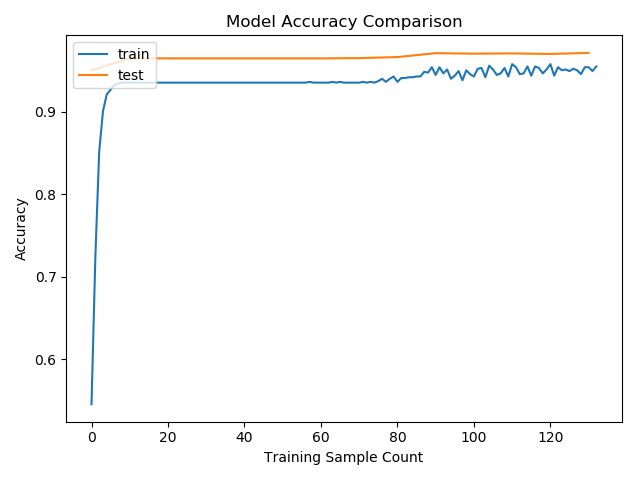 Model Accuracy Comparison
train
test
Accuracy
0.9
0.8
0.7
0.6
0 20 40 60 80 100 120
Training Sample Count